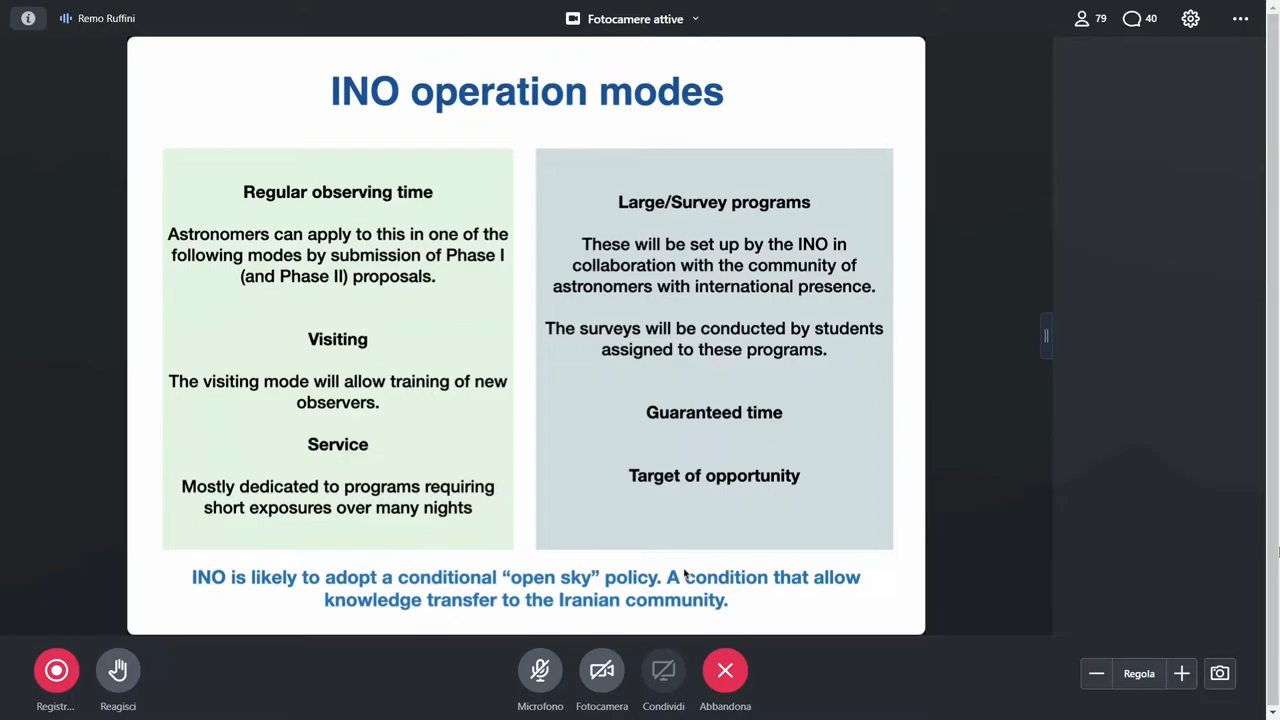 Remo Ruffini
Fotocamere attive
79
40
INO operation modes
Regular observing time
Astronomers can apply to this in one of the
following modes by submission of Phase I
(and Phase II) proposals.
Visiting
The visiting mode will allow training of new
observers.
Service
Mostly dedicated to programs requiring
short exposures over many nights
Large/Survey programs
These will be set up by the INO in
collaboration with the community of
astronomers with international presence.
The surveys will be conducted by students
assigned to these programs.
Guaranteed time
Target of opportunity
INO is likely to adopt a conditional “open sky” policy. A condition that allow
knowledge transfer to the Iranian community.
Registr...
Reagisci
Microfono
Fotocamera
Condividi
Abbandona
Regola